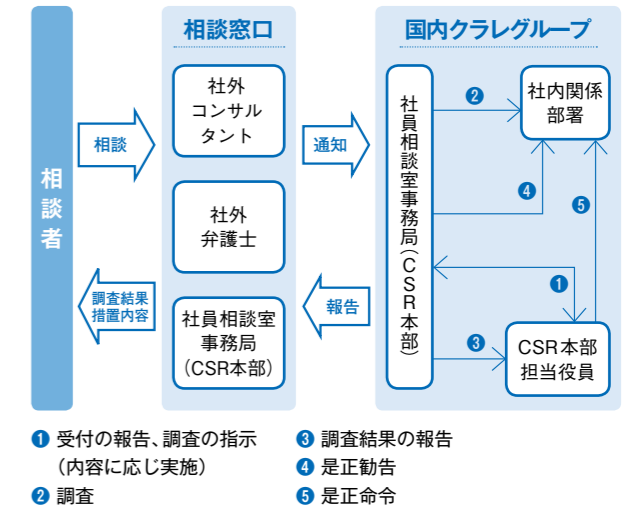 相談窓口
国内クラレグループ
相談者
相談
調査結果
措置内容
社外
コンサル
タント
社外
弁護士
社員相談室
事務局
(CSR本部)
通知
報告
社員相談室事務局(CSR本部)
❷
❹
❺
❶
❸
社内関係
部署
CSR本部
担当役員
❶ 受付の報告、調査の指示
(内容に応じ実施)
❷ 調査
❸ 調査結果の報告
❹ 是正勧告
❺ 是正命令